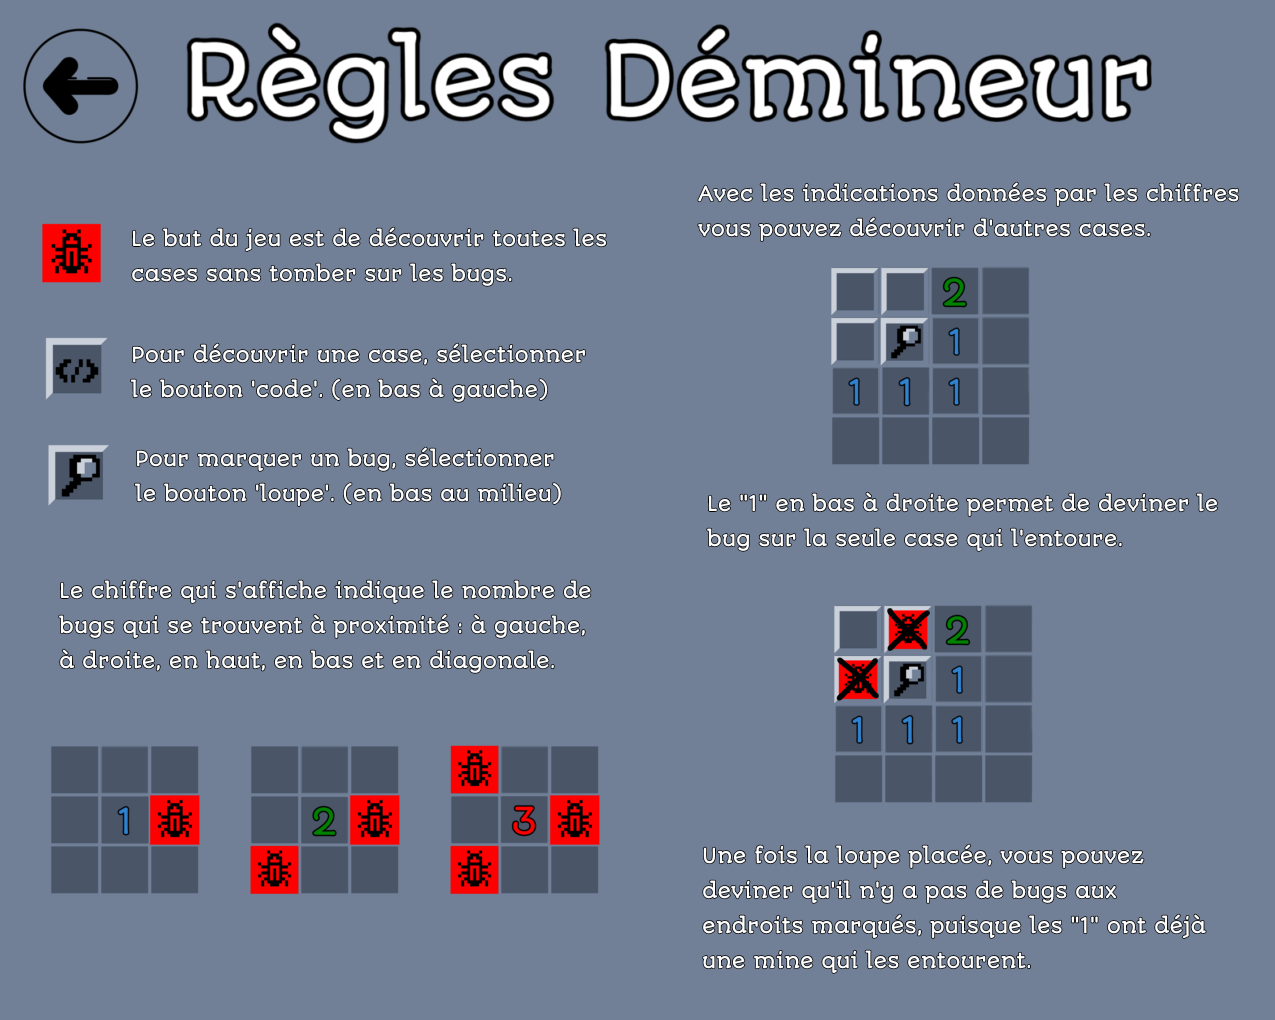 Règles Démineur
Le but du jeu est de découvrir toutes les
cases sans tomber sur les bugs.
</>
Pour découvrir une case, sélectionner
le bouton 'code'. (en bas à gauche)
Pour marquer un bug, sélectionner
le bouton 'loupe'. (en bas au milieu)
Le chiffre qui s'affiche indique le nombre de
bugs qui se trouvent à proximité : à gauche,
à droite, en haut, en bas et en diagonale.
1
2
3
Avec les indications données par les chiffres
vous pouvez découvrir d'autres cases.
2
1
1 1 1
Le "1" en bas à droite permet de deviner le
bug sur la seule case qui l'entoure.
2
1
1 1 1
Une fois la loupe placée, vous pouvez
deviner qu'il n'y a pas de bugs aux
endroits marqués, puisque les "1" ont déjà
une mine qui les entourent.